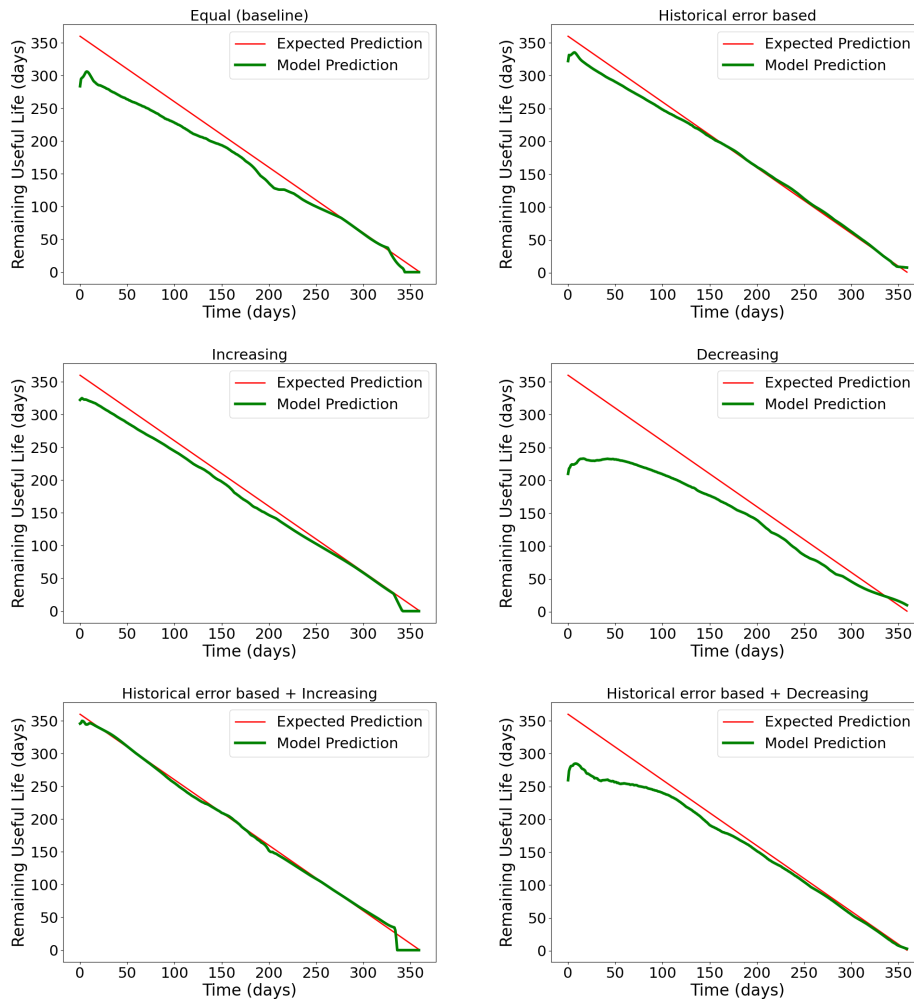 Equal (baseline)
Remaining Useful Life (days)
350
300
250
200
150
100
50
0
Expected Prediction
Model Prediction
0 50 100 150 200 250 300 350
Time (days)
Historical error based
Remaining Useful Life (days)
350
300
250
200
150
100
50
0
Expected Prediction
Model Prediction
0 50 100 150 200 250 300 350
Time (days)
Increasing
Remaining Useful Life (days)
350
300
250
200
150
100
50
0
Expected Prediction
Model Prediction
0 50 100 150 200 250 300 350
Time (days)
Decreasing
Remaining Useful Life (days)
350
300
250
200
150
100
50
0
Expected Prediction
Model Prediction
0 50 100 150 200 250 300 350
Time (days)
Historical error based + Increasing
Remaining Useful Life (days)
350
300
250
200
150
100
50
0
Expected Prediction
Model Prediction
0 50 100 150 200 250 300 350
Time (days)
Historical error based + Decreasing
Remaining Useful Life (days)
350
300
250
200
150
100
50
0
Expected Prediction
Model Prediction
0 50 100 150 200 250 300 350
Time (days)